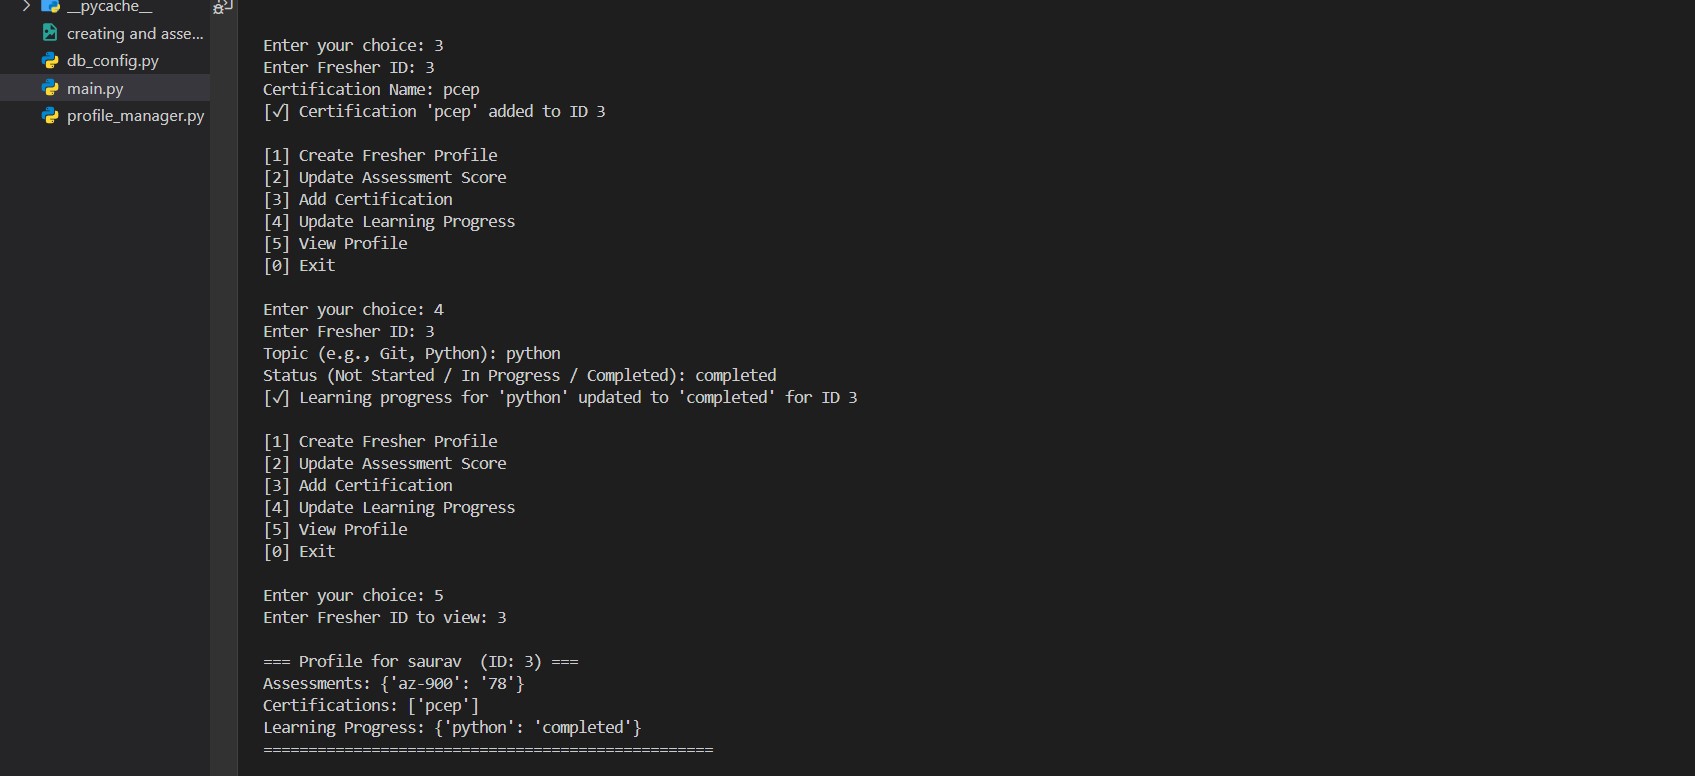 __pycache__
creating and asse...
db_config.py
main.py
profile_manager.py
Enter your choice: 3
Enter Fresher ID: 3
Certification Name: pcep
[✓] Certification 'pcep' added to ID 3
[1] Create Fresher Profile
[2] Update Assessment Score
[3] Add Certification
[4] Update Learning Progress
[5] View Profile
[0] Exit
Enter your choice: 4
Enter Fresher ID: 3
Topic (e.g., Git, Python): python
Status (Not Started / In Progress / Completed): completed
[✓] Learning progress for 'python' updated to 'completed' for ID 3
[1] Create Fresher Profile
[2] Update Assessment Score
[3] Add Certification
[4] Update Learning Progress
[5] View Profile
[0] Exit
Enter your choice: 5
Enter Fresher ID to view: 3
=== Profile for saurav  (ID: 3) ===
Assessments: {'az-900': '78'}
Certifications: ['pcep']
Learning Progress: {'python': 'completed'}
==================================================